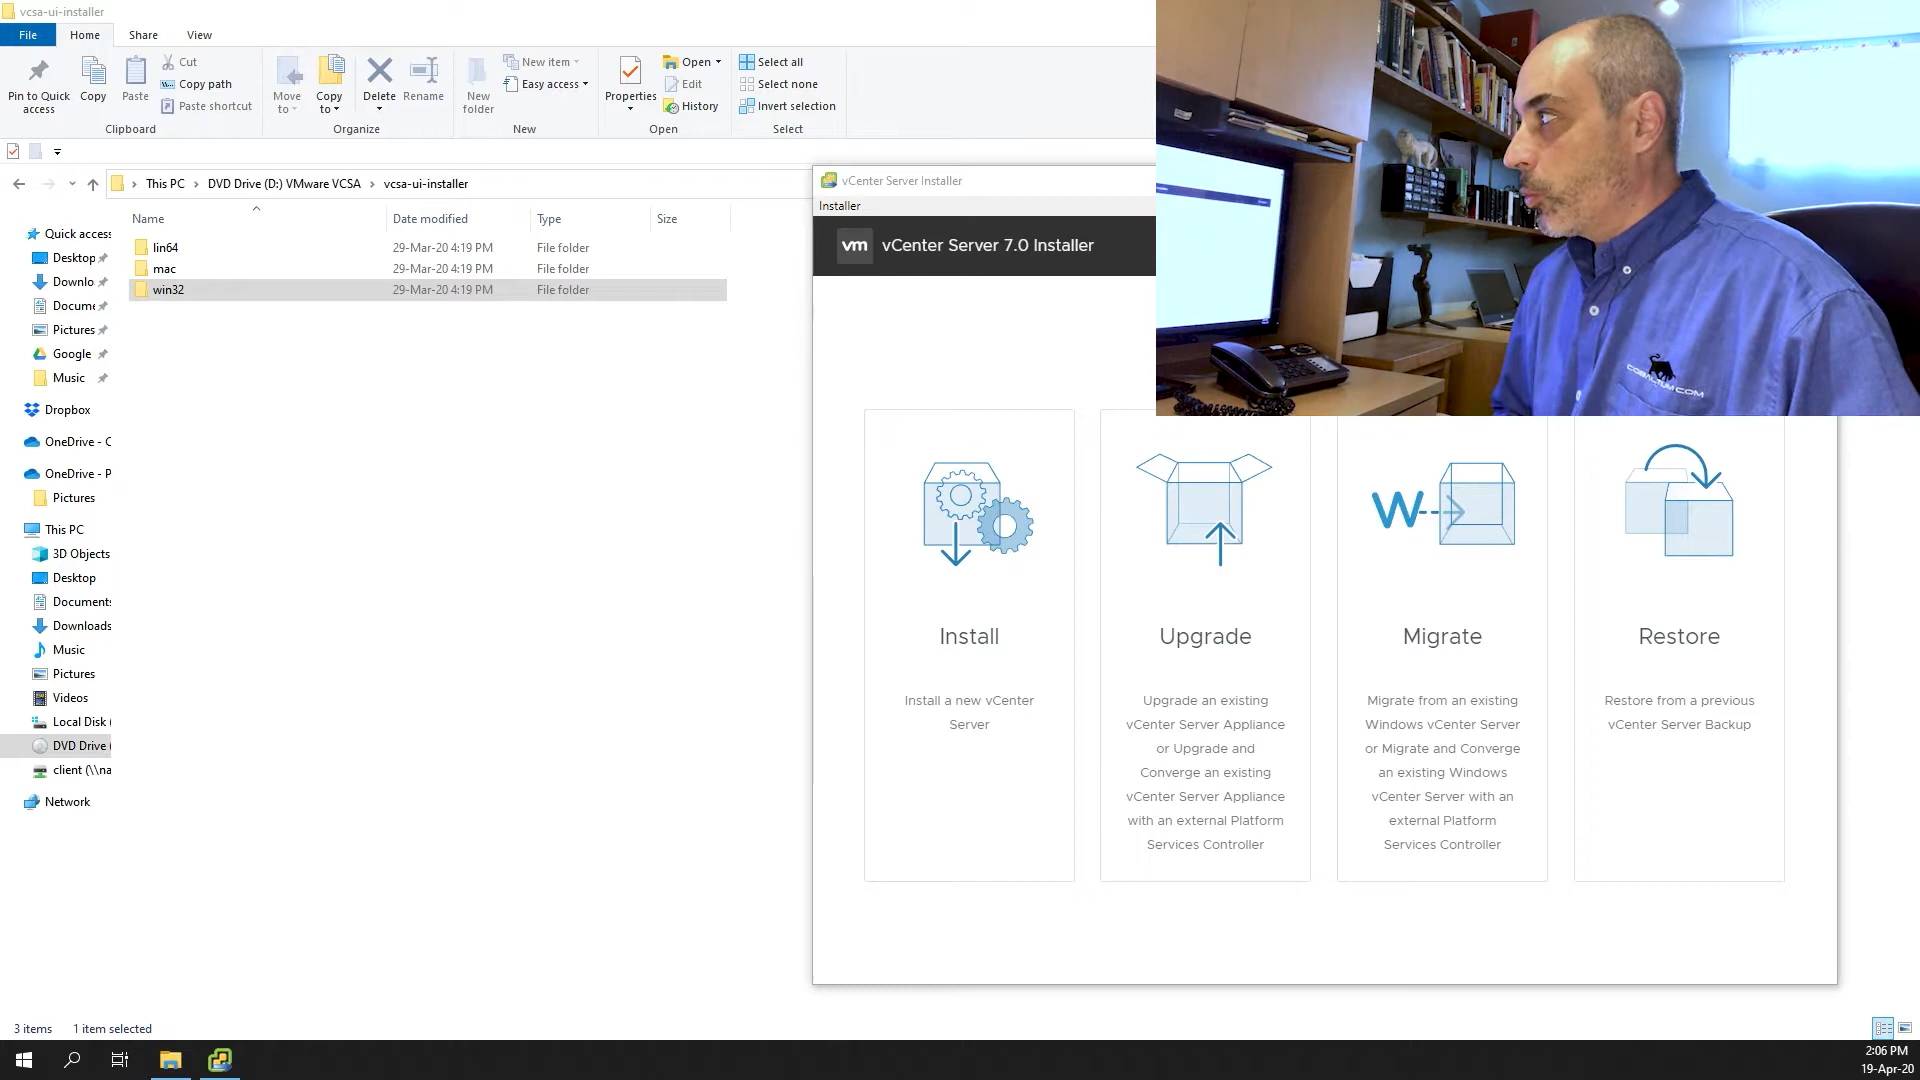 vcsa-ui-installer
File
Home
Share
View
Pin to Quick access
Copy
Paste
Cut
Copy path
Paste shortcut
Clipboard
Move to
Copy to
Delete
Rename
Organize
New folder
New item
Easy access
New
Properties
Open
Edit
History
Open
Select all
Select none
Invert selection
Select
This PC > DVD Drive (D:) VMware VCSA > vcsa-ui-installer
Name
Date modified
Type
Size
lin64 29-Mar-20 4:19 PM File folder
mac 29-Mar-20 4:19 PM File folder
win32 29-Mar-20 4:19 PM File folder
Quick access
Desktop
Downlo
Docume
Pictures
Google
Music
Dropbox
OneDrive - C
OneDrive - P
Pictures
This PC
3D Objects
Desktop
Documents
Downloads
Music
Pictures
Videos
Local Disk (
DVD Drive (
client (\\na
Network
3 items 1 item selected
vCenter Server Installer
Installer
vm vCenter Server 7.0 Installer
Install
Install a new vCenter
Server
Upgrade
Upgrade an existing
vCenter Server Appliance
or Upgrade and
Converge an existing
vCenter Server Appliance
with an external Platform
Services Controller
Migrate
Migrate from an existing
Windows vCenter Server
or Migrate and Converge
an existing Windows
vCenter Server with an
external Platform
Services Controller
Restore
Restore from a previous
vCenter Server Backup
COBALTUM.COM
2:06 PM
19-Apr-20